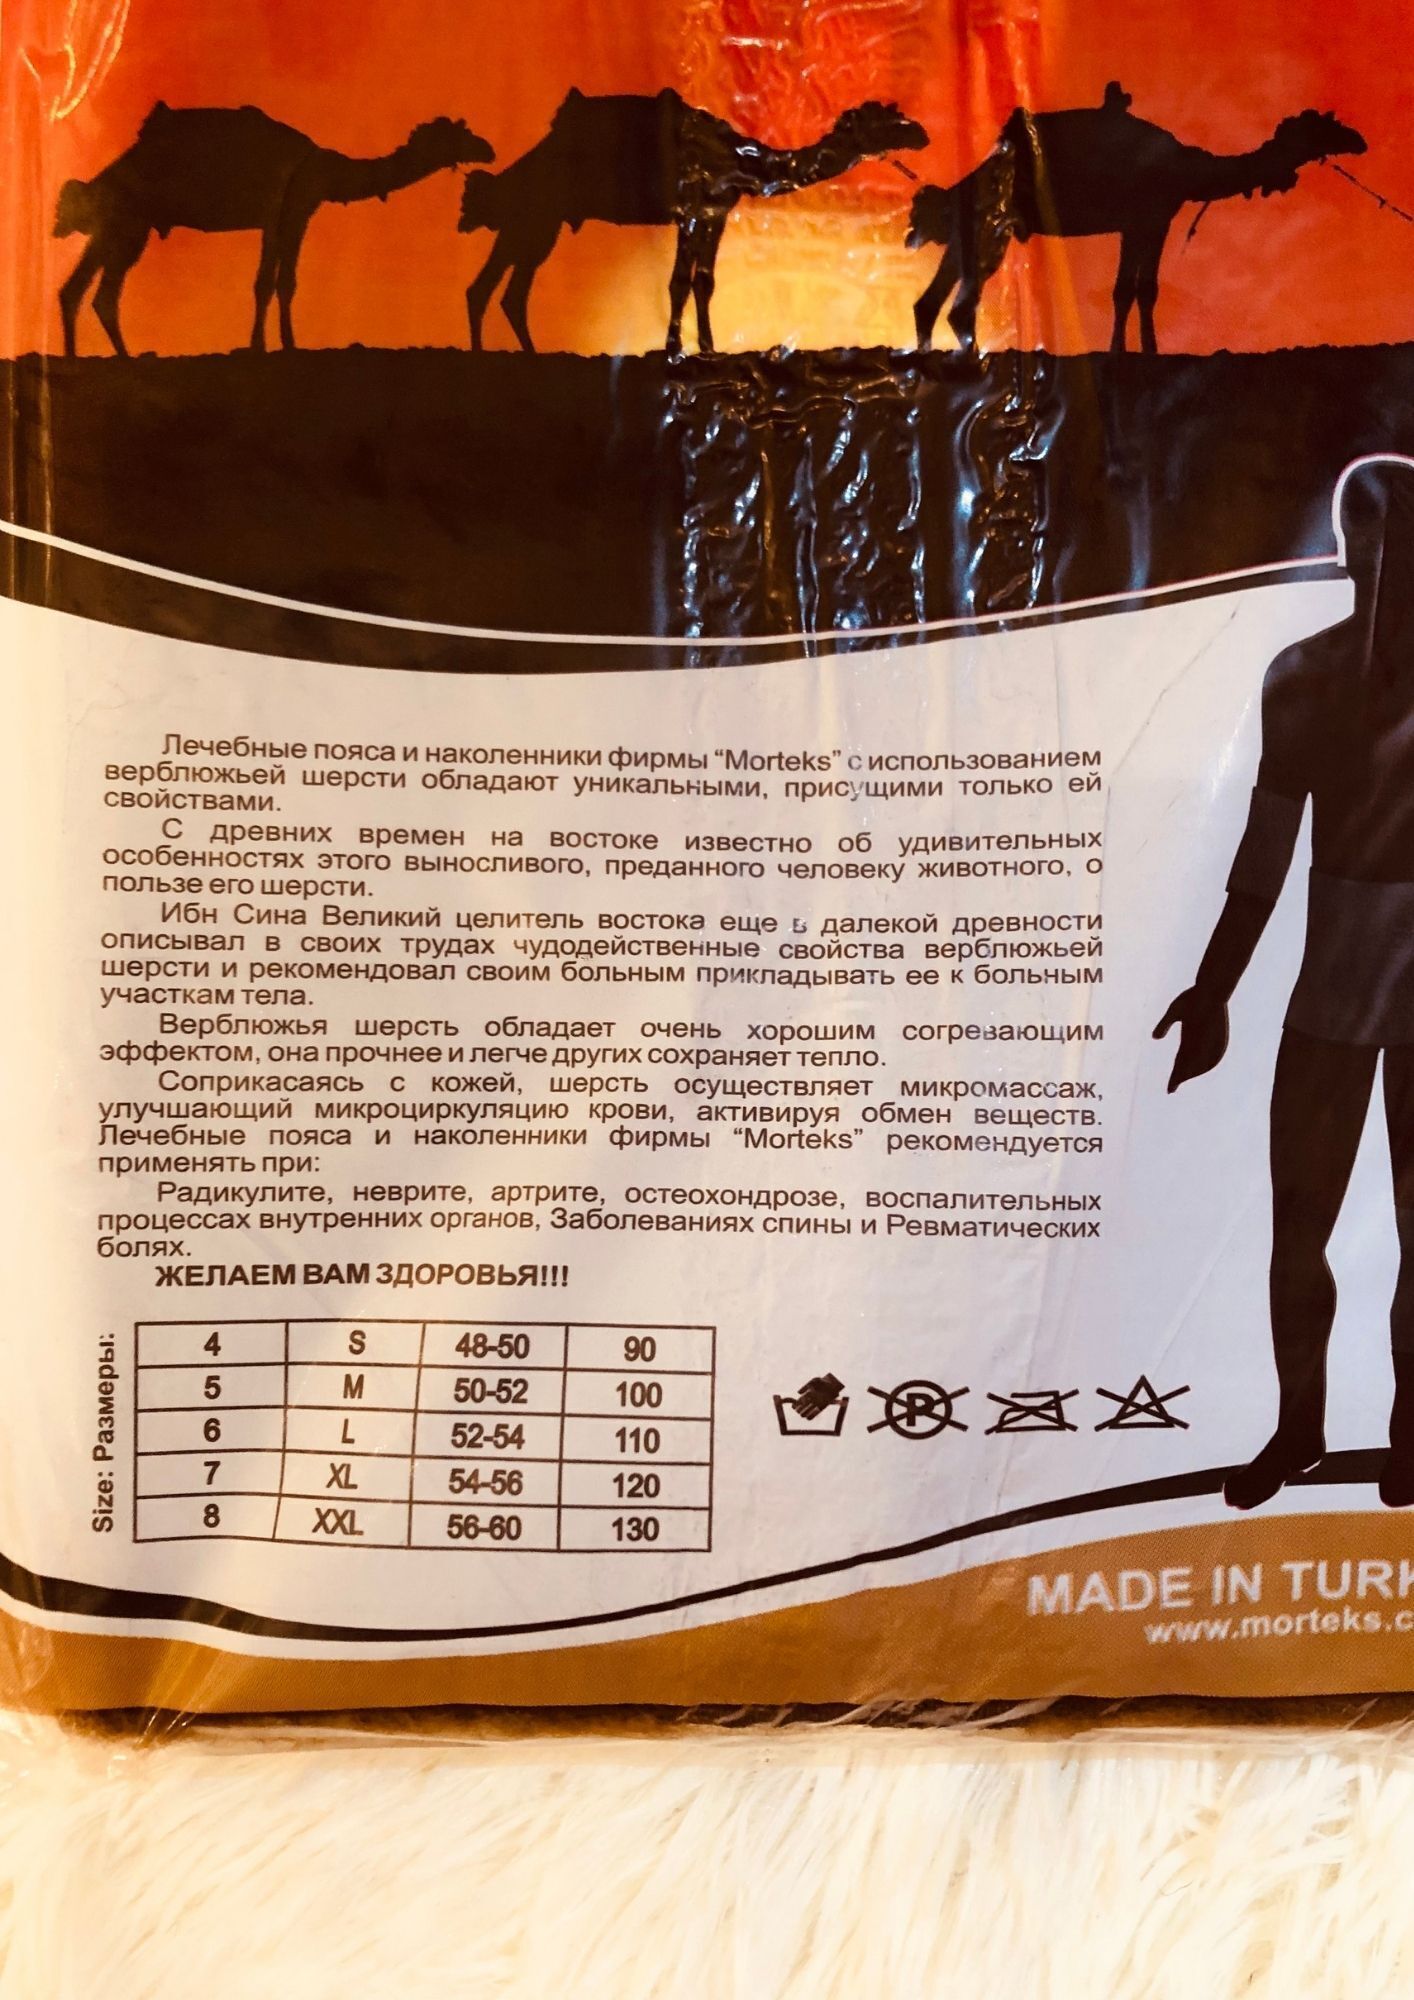 Лечебные пояса и наколенники фирмы “Morteks” с использованием
верблюжьей шерсти обладают уникальными, присущими только ей
свойствами.
С древних времен на востоке известно об удивительных
особенностях этого выносливого, преданного человеку животного, о
пользе его шерсти.
Ибн Сина Великий целитель востока еще в далекой древности
описывал в своих трудах чудодейственные свойства верблюжьей
шерсти и рекомендовал своим больным прикладывать ее к больным
участкам тела.
Верблюжья шерсть обладает очень хорошим согревающим
эффектом, она прочнее и легче других сохраняет тепло.
Соприкасаясь с кожей, шерсть осуществляет микромассаж,
улучшающий микроциркуляцию крови, активируя обмен веществ.
Лечебные пояса и наколенники фирмы “Morteks” рекомендуется
применять при:
Радикулите, неврите, артрите, остеохондрозе, воспалительных
процессах внутренних органов, Заболеваниях спины и Ревматических
болях.
ЖЕЛАЕМ ВАМ ЗДОРОВЬЯ!!!
Size: Размеры:
4 S 48-50 90
5 M 50-52 100
6 L 52-54 110
7 XL 54-56 120
8 XXL 56-60 130
P
MADE IN TURK
www.morteks.c